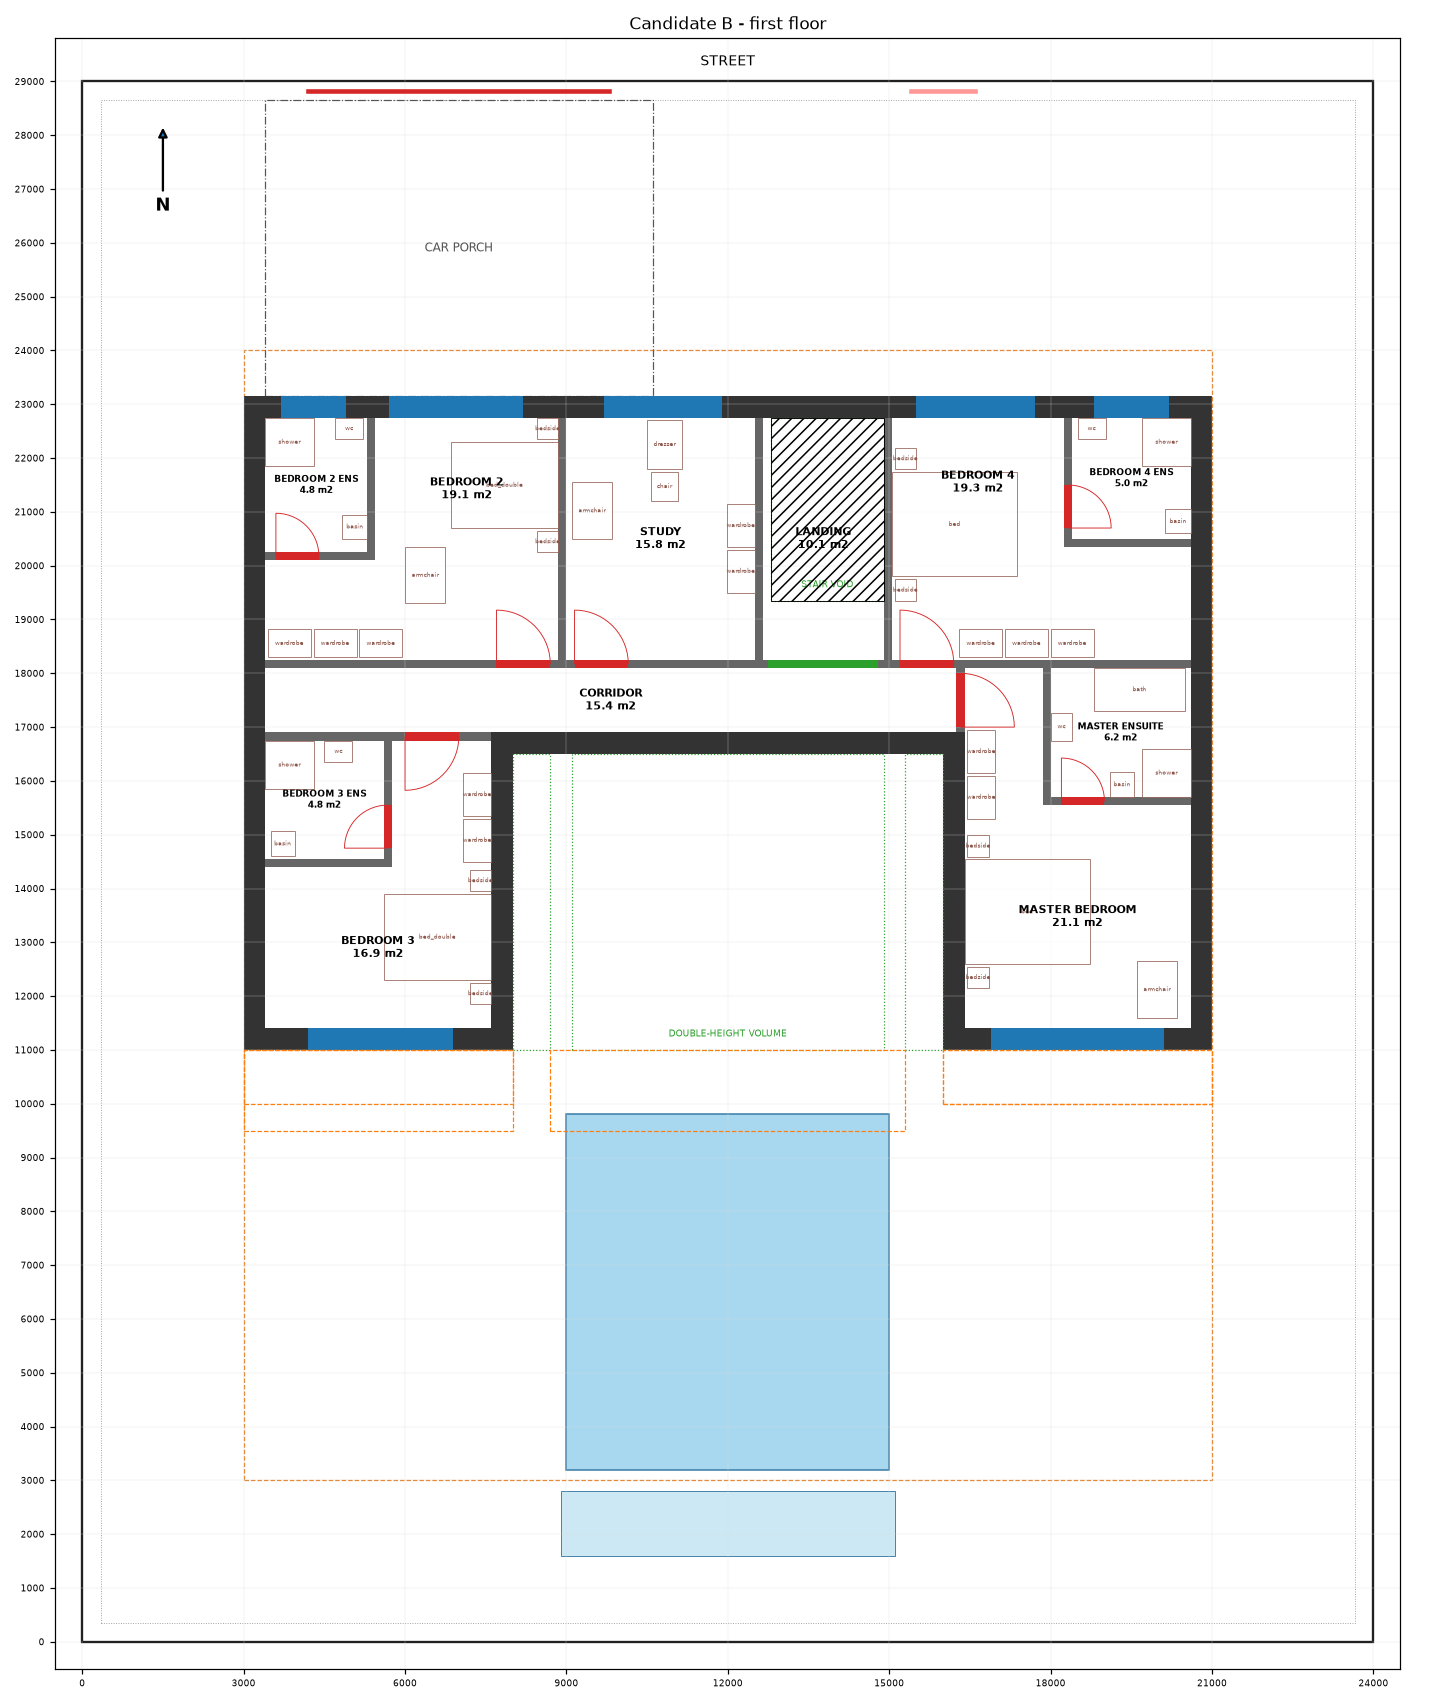 Candidate B - first floor
STREET
29000
28000
27000
N
26000
CAR PORCH
25000
24000
23000
wc
bedside
wc
shower
dresser
shower
22000
bedside
BEDROOM 2 ENS
4.8 m2
BEDROOM 2
19.1 m2
bed_double
chair
BEDROOM 4
19.3 m2
BEDROOM 4 ENS
5.0 m2
21000
basin
armchair
wardrobe
bed
basin
STUDY
15.8 m2
LANDING
10.1 m2
bedside
20000
armchair
wardrobe
STAIR VOID
bedside
19000
wardrobe
wardrobe
wardrobe
wardrobe
wardrobe
wardrobe
18000
CORRIDOR
15.4 m2
bath
17000
wc
MASTER ENSUITE
6.2 m2
wc
wardrobe
16000
shower
shower
BEDROOM 3 ENS
4.8 m2
wardrobe
wardrobe
basin
15000
basin
wardrobe
bedside
14000
bedside
13000
BEDROOM 3
16.9 m2
bed_double
MASTER BEDROOM
21.1 m2
12000
bedside
bedside
armchair
DOUBLE-HEIGHT VOLUME
11000
10000
9000
8000
7000
6000
5000
4000
3000
2000
1000
0
0
3000
6000
9000
12000
15000
18000
21000
24000